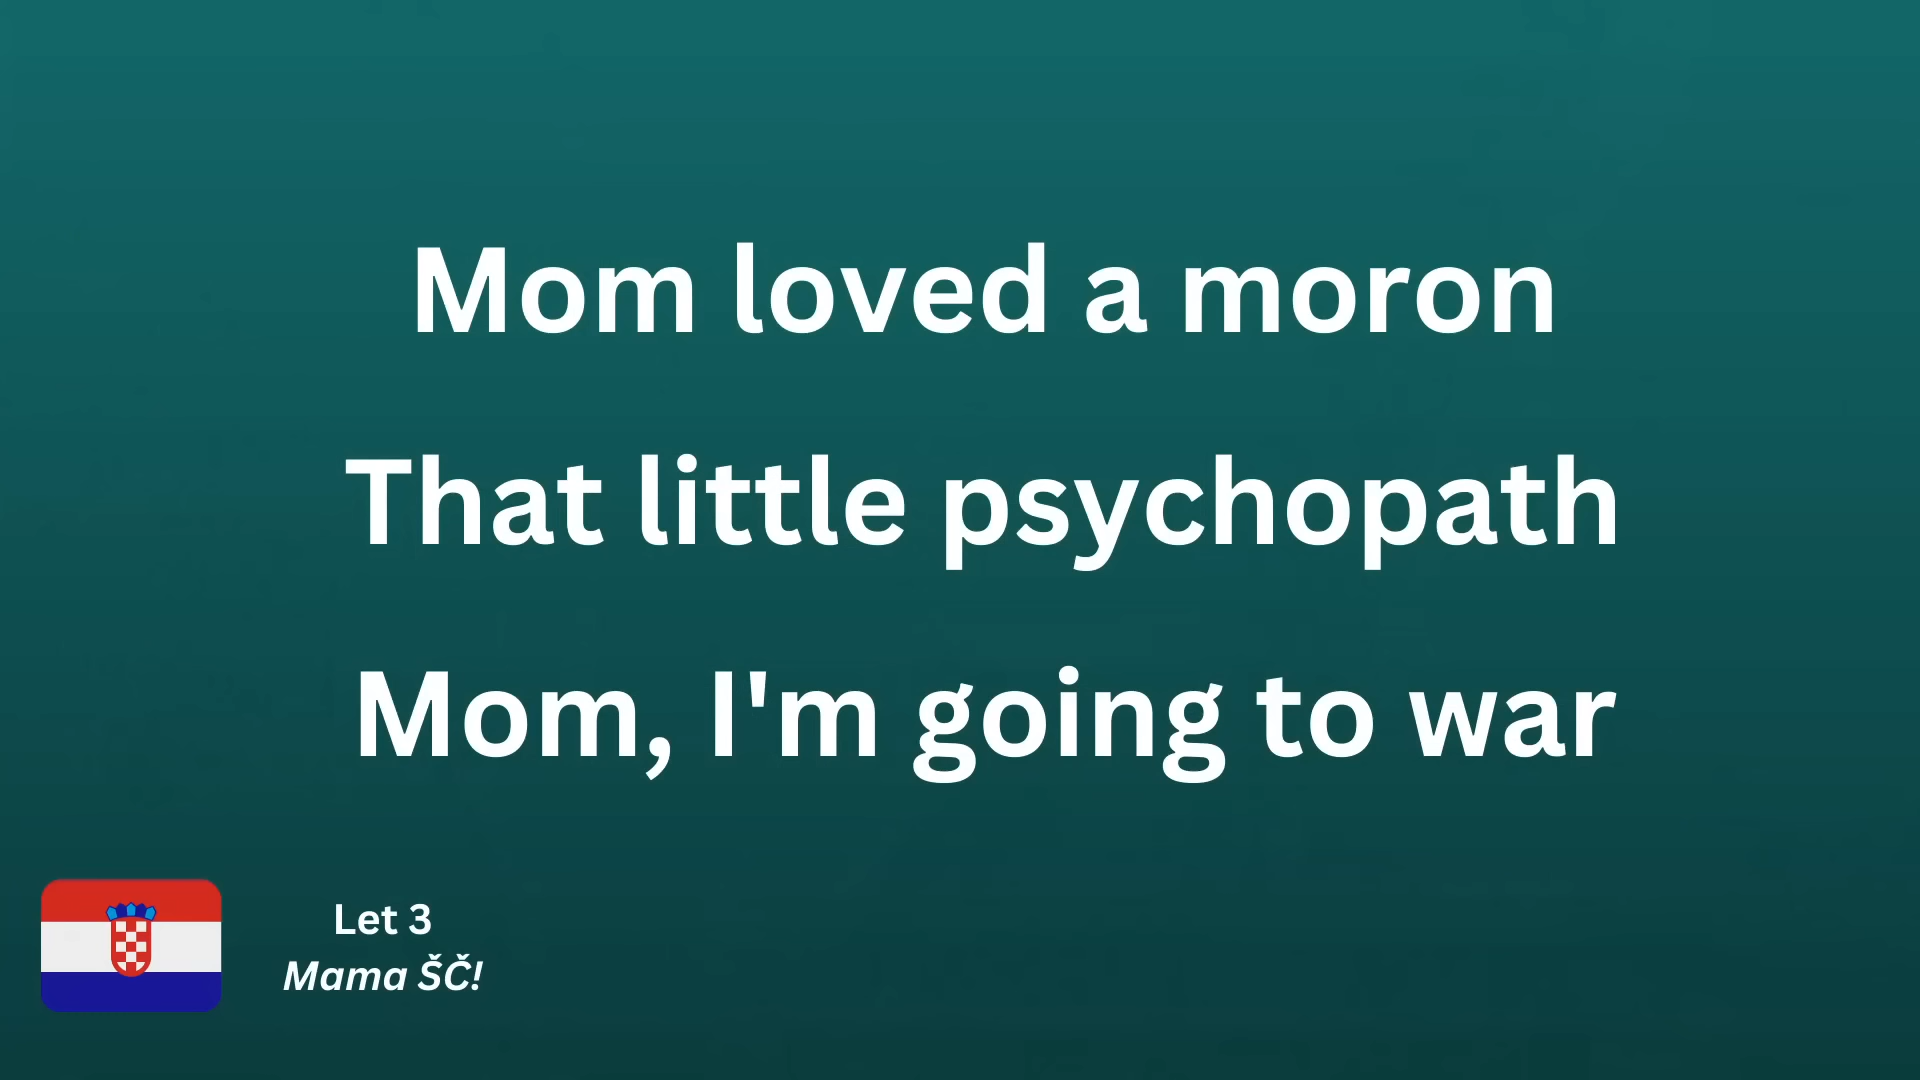 Mom loved a moron
That little psychopath
Mom, I'm going to war
Let 3
Mama ŠČ!